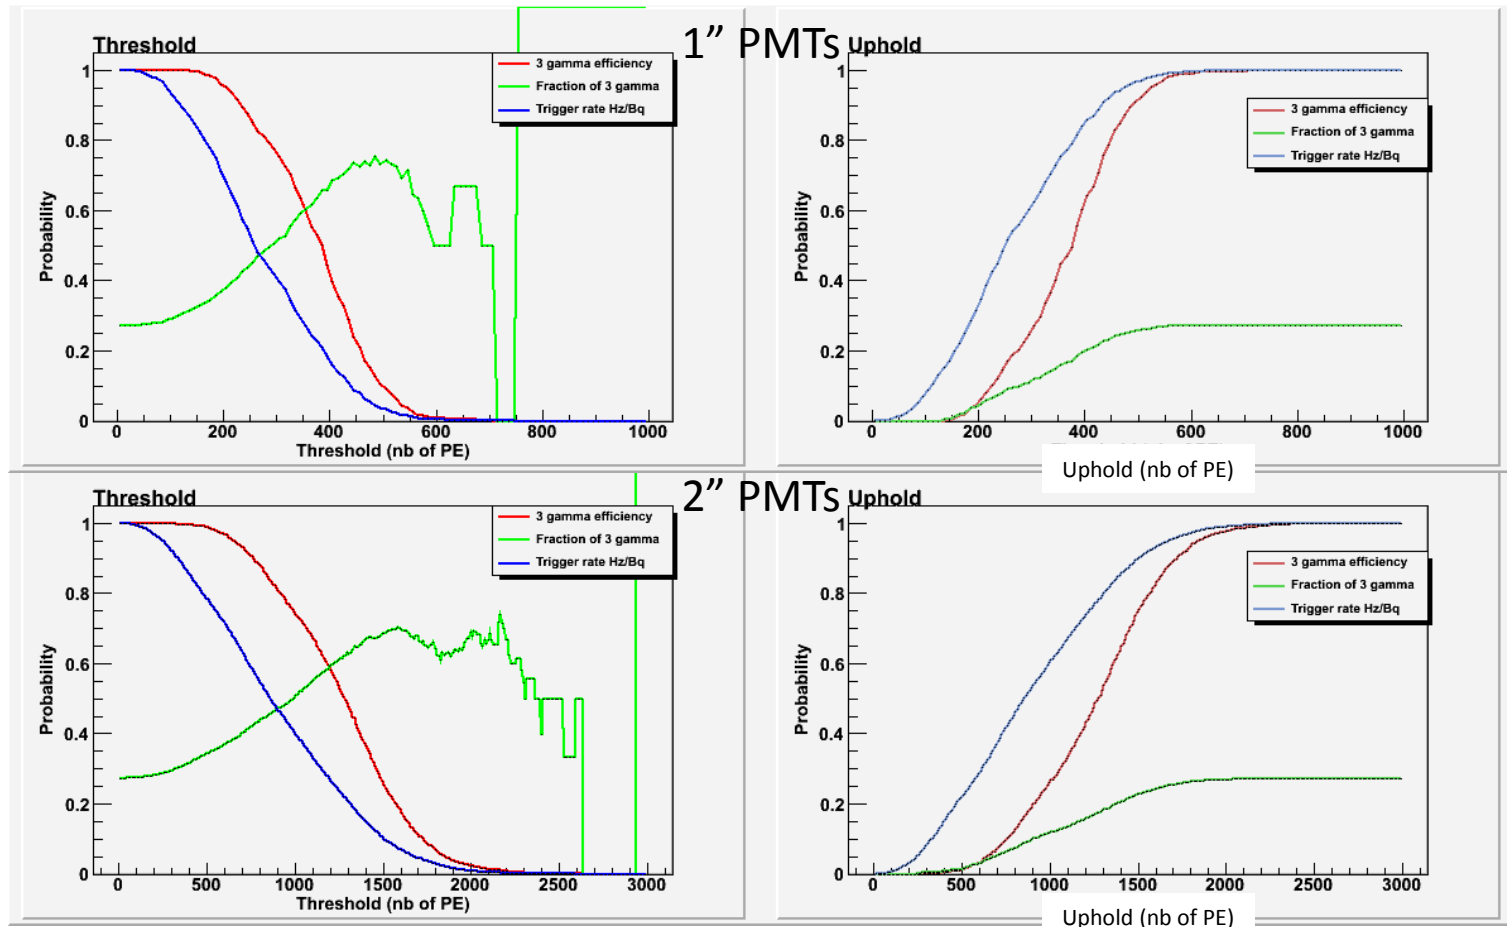 1” PMTs
Threshold
3 gamma efficiency
Fraction of 3 gamma
Trigger rate Hz/Bq
Probability
1
0.8
0.6
0.4
0.2
0
0 200 400 600 800 1000
Threshold (nb of PE)
Uphold
3 gamma efficiency
Fraction of 3 gamma
Trigger rate Hz/Bq
Probability
1
0.8
0.6
0.4
0.2
0
0 200 400 600 800 1000
Uphold (nb of PE)
2” PMTs
Threshold
3 gamma efficiency
Fraction of 3 gamma
Trigger rate Hz/Bq
Probability
1
0.8
0.6
0.4
0.2
0
0 500 1000 1500 2000 2500 3000
Threshold (nb of PE)
Uphold
3 gamma efficiency
Fraction of 3 gamma
Trigger rate Hz/Bq
Probability
1
0.8
0.6
0.4
0.2
0
0 500 1000 1500 2000 2500 3000
Uphold (nb of PE)